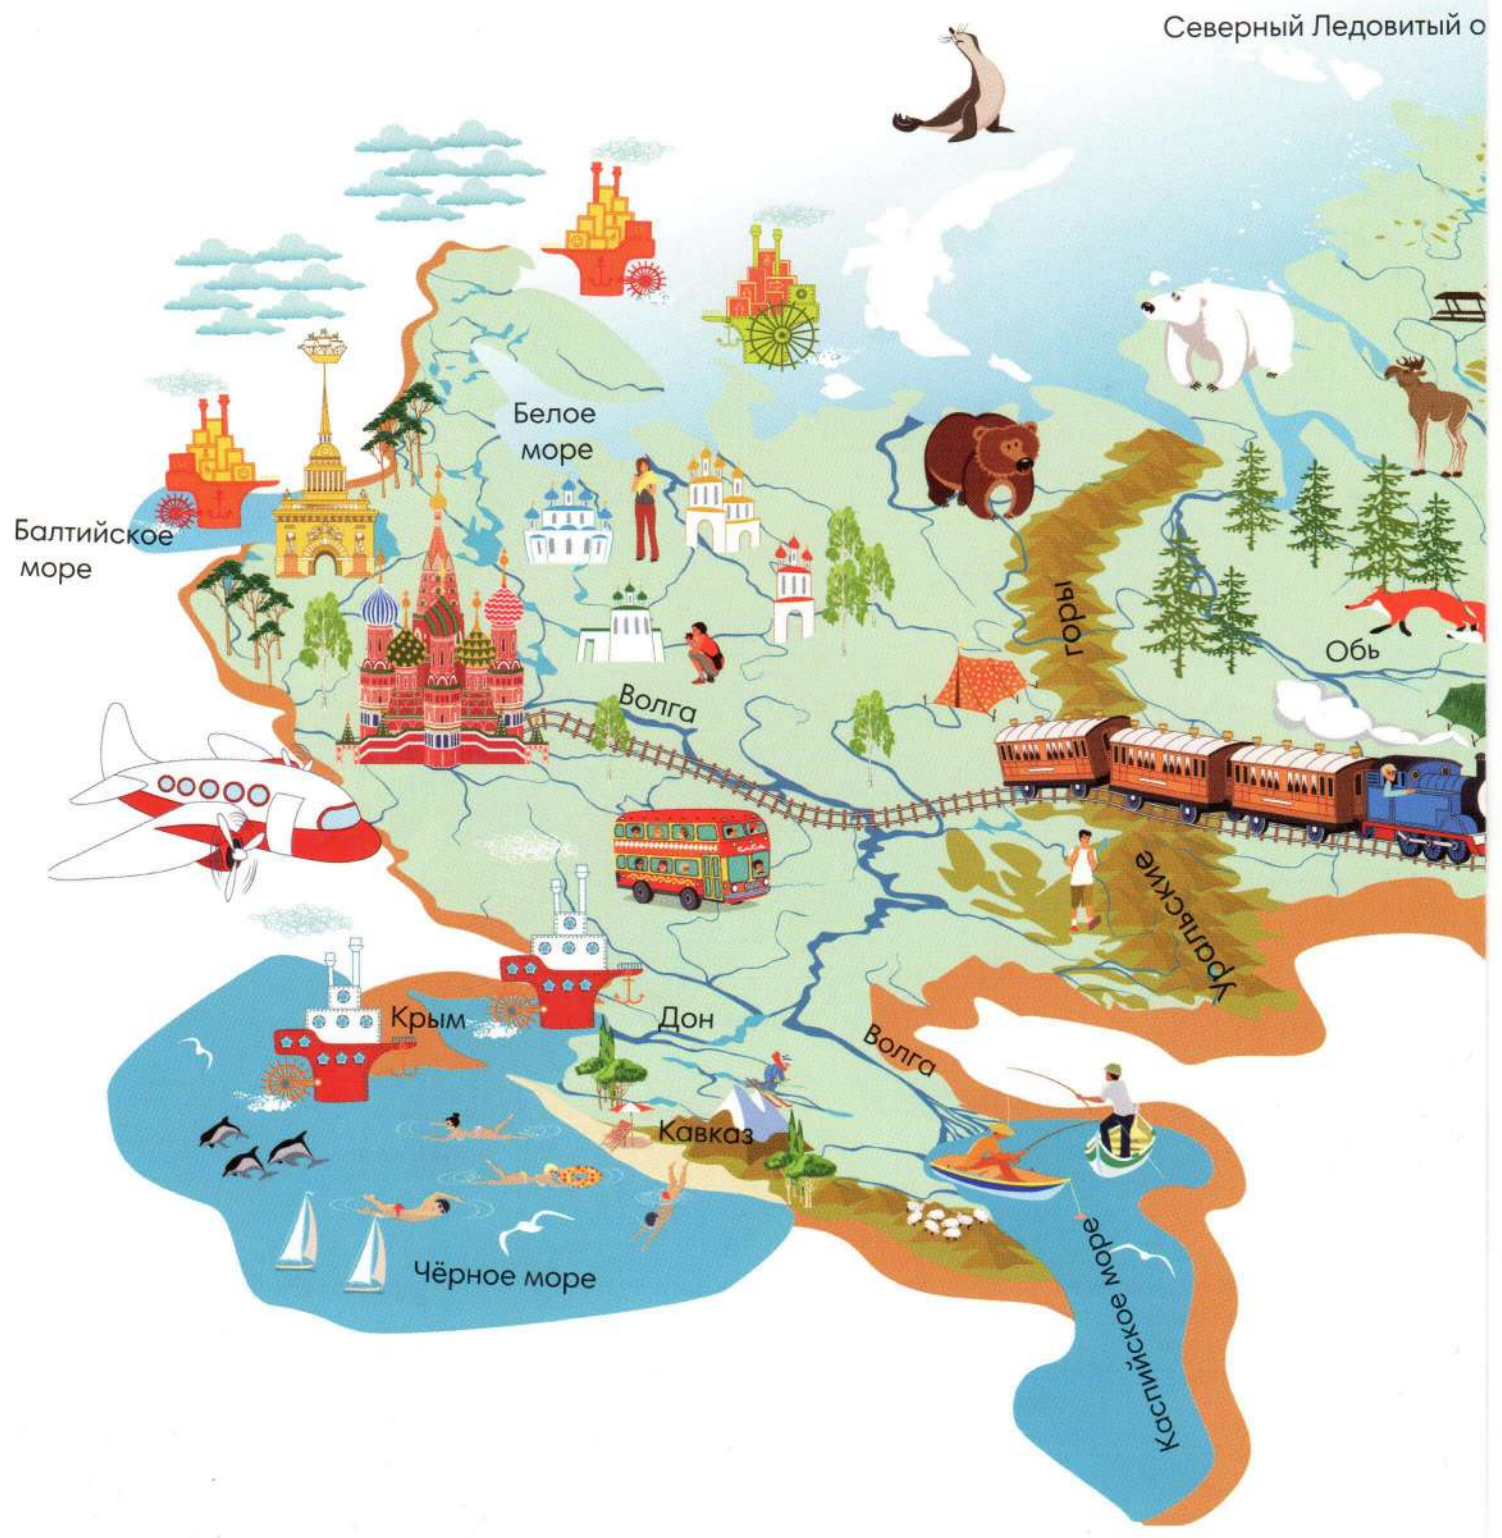 Северный Ледовитый о
Белое
море
Балтийское
море
горы
Обь
Волга
Уральские
Крым
Дон
Волга
Кавказ
Чёрное море
Каспийское море